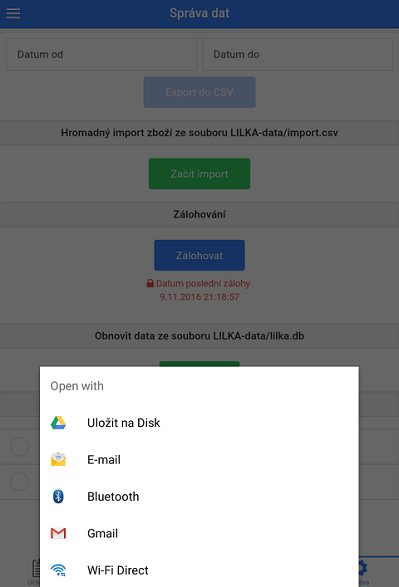 Správa dat
Datum od
Datum do
Export do CSV
Hromadný import zboží ze souboru LILKA-data/import.csv
Začít import
Zálohování
Zálohovat
Datum poslední zálohy
9.11.2016 21:18:57
Obnovit data ze souboru LILKA-data/lilka.db
Open with
Uložit na Disk
E-mail
Bluetooth
Gmail
Wi-Fi Direct